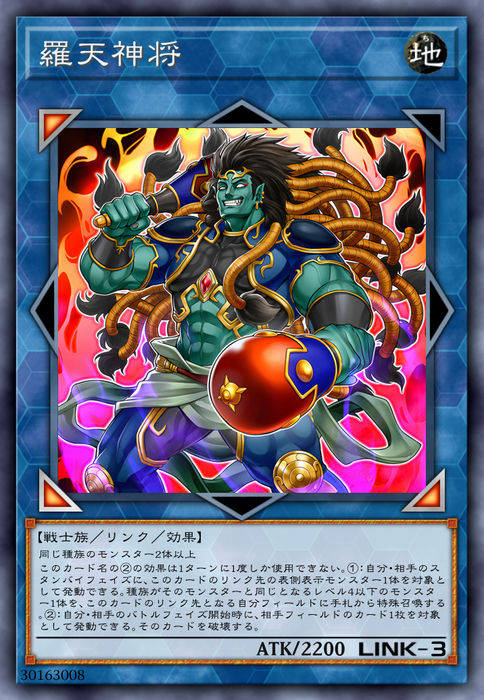 羅天神将
ち
地
【戦士族／リンク／効果】
同じ種族のモンスター2体以上
このカード名の②の効果は1ターンに1度しか使用できない。①：自分・相手のス
タンバイフェイズに、このカードのリンク先の表側表示モンスター1体を対象と
して発動できる。種族がそのモンスターと同じとなるレベル4以下のモンス
ター1体を、このカードのリンク先となる自分フィールドに手札から特殊召喚する
。②：自分・相手のバトルフェイズ開始時に、相手フィールドのカード1枚を対象
として発動できる。そのカードを破壊する。
ATK/2200 LINK-3
30163008